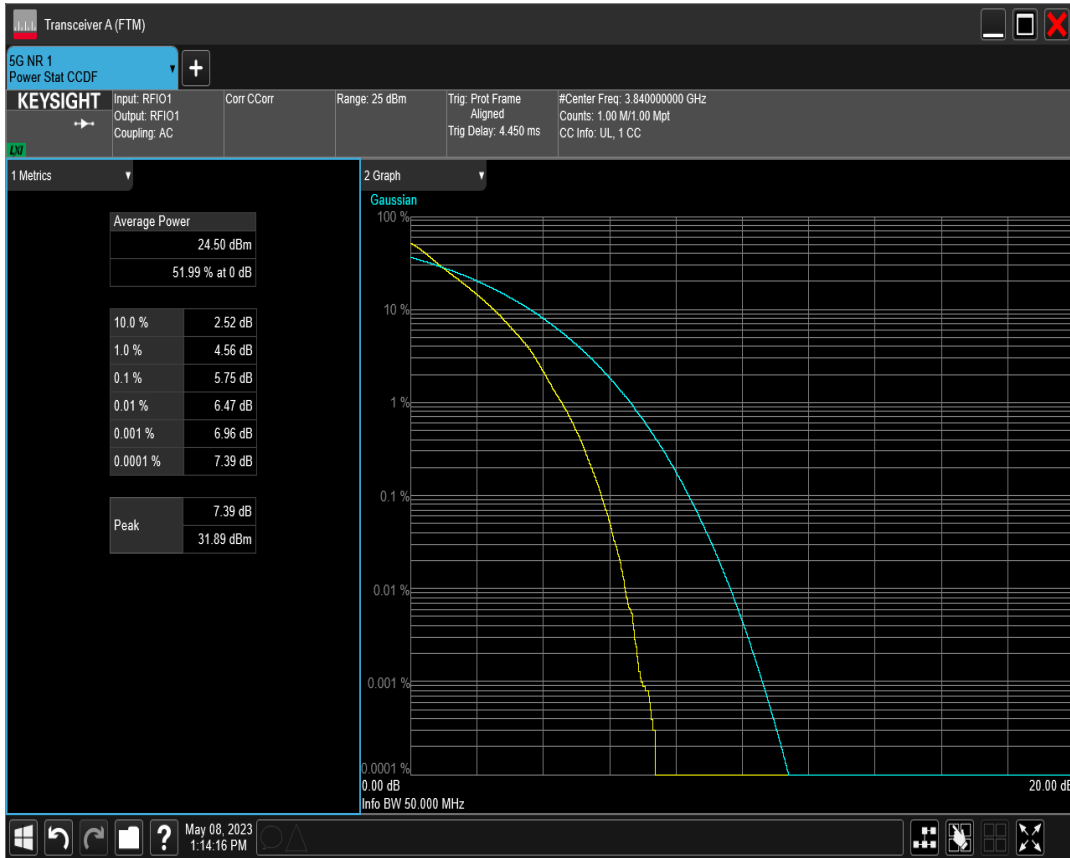 Transceiver A (FTM)
5G NR 1
Power Stat CCDF
+
KEYSIGHT
LXI
Input: RFIO1
Output: RFIO1
Coupling: AC
Corr CCorr
Range: 25 dBm
Trig: Prot Frame
Aligned
Trig Delay: 4.450 ms
#Center Freq: 3.840000000 GHz
Counts: 1.00 M/1.00 Mpt
CC Info: UL, 1 CC
1 Metrics
Average Power
24.50 dBm
51.99 % at 0 dB
10.0 % 2.52 dB
1.0 % 4.56 dB
0.1 % 5.75 dB
0.01 % 6.47 dB
0.001 % 6.96 dB
0.0001 % 7.39 dB
Peak 7.39 dB
31.89 dBm
2 Graph
Gaussian
100 %
10 %
1 %
0.1 %
0.01 %
0.001 %
0.0001 %
0.00 dB 20.00 dB
Info BW 50.000 MHz
?
May 08, 2023
1:14:16 PM